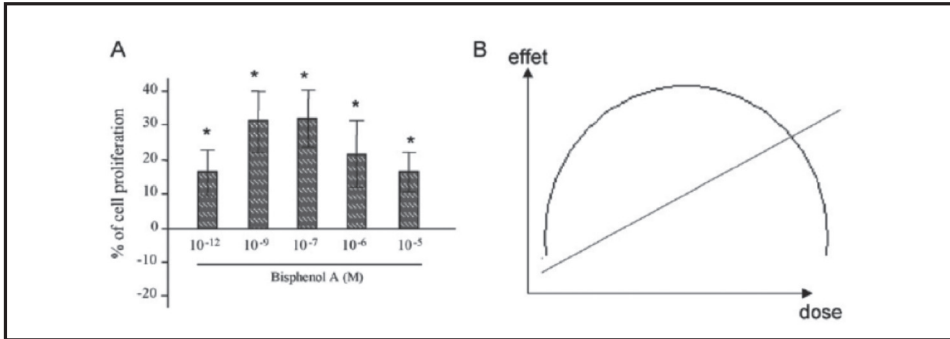 A
% of cell proliferation
40
30
20
10
0
-10
-20
* * * * *
10⁻¹² 10⁻⁹ 10⁻⁷ 10⁻⁶ 10⁻⁵
Bisphenol A (M)
B
effet
dose